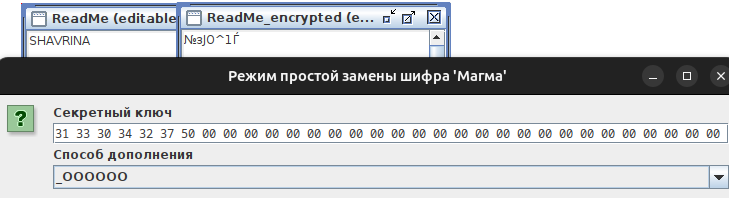 ReadMe (editable
ReadMe_encrypted (e...
SHAVRINA
№зJO^1Ѓ
Режим простой замены шифра 'Магма'
Секретный ключ
31 33 30 34 32 37 50 00 00 00 00 00 00 00 00 00 00 00 00 00 00 00 00 00 00 00 00 00 00 00 00 00
Способ дополнения
_OOOOOO